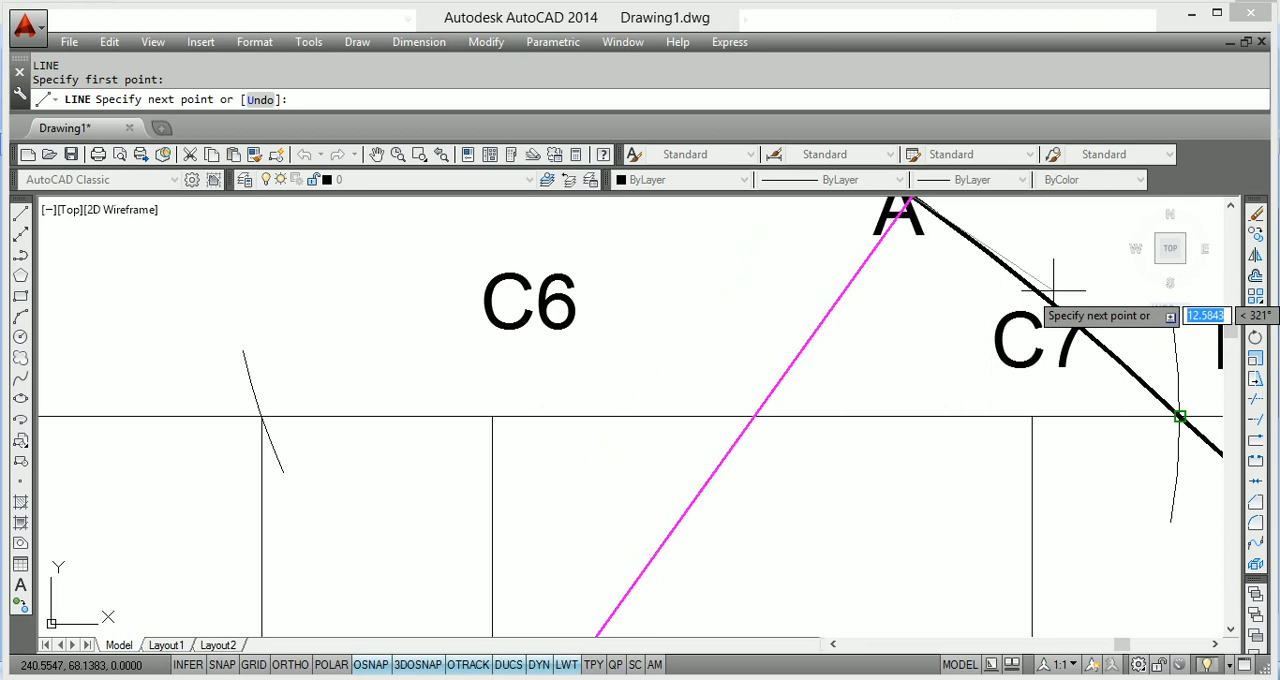 Autodesk AutoCAD 2014 Drawing1.dwg
File Edit View Insert Format Tools Draw Dimension Modify Parametric Window Help Express
LINE
Specify first point:
LINE Specify next point or [Undo]:
Drawing1*
Standard Standard Standard Standard
AutoCAD Classic 0 ByLayer ByLayer ByLayer ByColor
[−][Top][2D Wireframe]
N
A
W TOP E
S
C6
Specify next point or 12.5843 < 321°
C7
Y
X
Model Layout1 Layout2
240.5547, 68.1383, 0.0000 INFER SNAP GRID ORTHO POLAR OSNAP 3DOSNAP OTRACK DUCS DYN LWT TPY QP SC AM MODEL 1:1